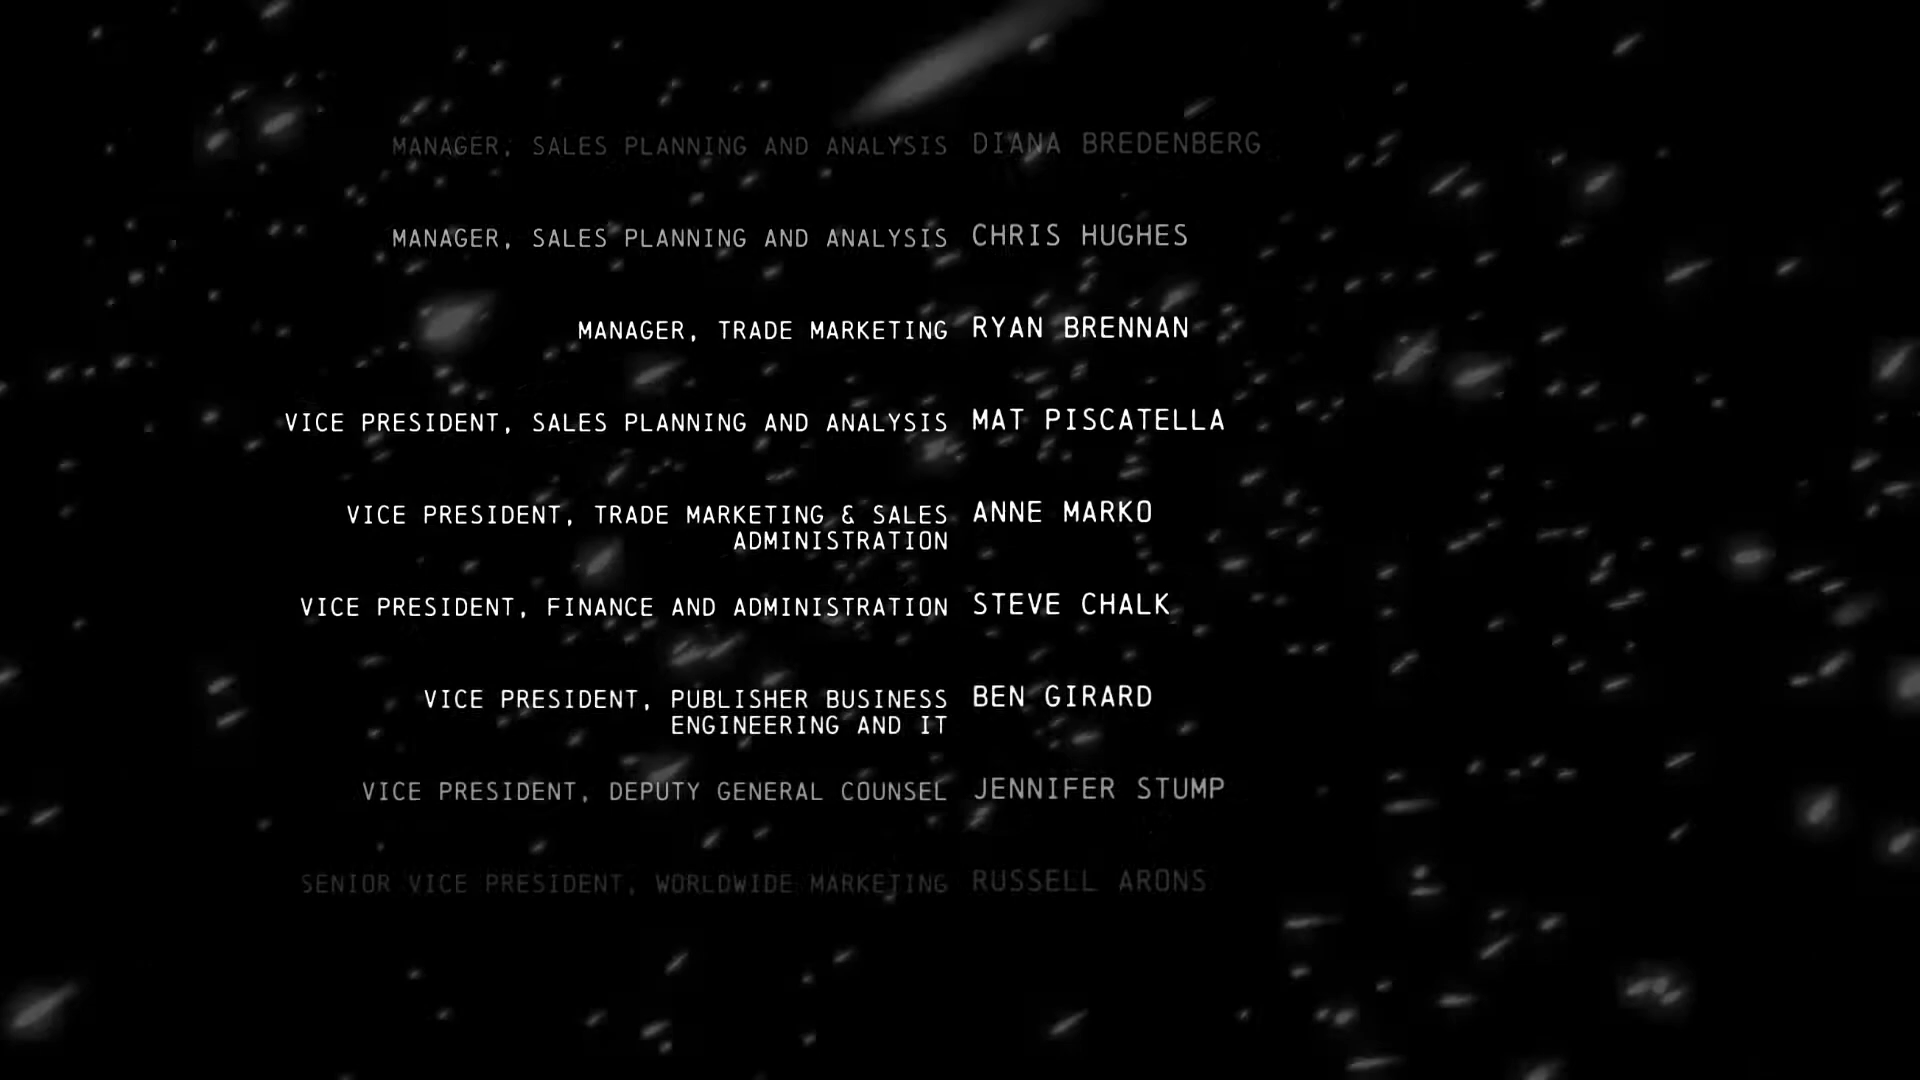 MANAGER, SALES PLANNING AND ANALYSIS DIANA BREDENBERG
MANAGER, SALES PLANNING AND ANALYSIS CHRIS HUGHES
MANAGER, TRADE MARKETING RYAN BRENNAN
VICE PRESIDENT, SALES PLANNING AND ANALYSIS MAT PISCATELLA
VICE PRESIDENT, TRADE MARKETING & SALES ANNE MARKO
ADMINISTRATION
VICE PRESIDENT, FINANCE AND ADMINISTRATION STEVE CHALK
VICE PRESIDENT, PUBLISHER BUSINESS BEN GIRARD
ENGINEERING AND IT
VICE PRESIDENT, DEPUTY GENERAL COUNSEL JENNIFER STUMP
SENIOR VICE PRESIDENT, WORLDWIDE MARKETING RUSSELL ARONS